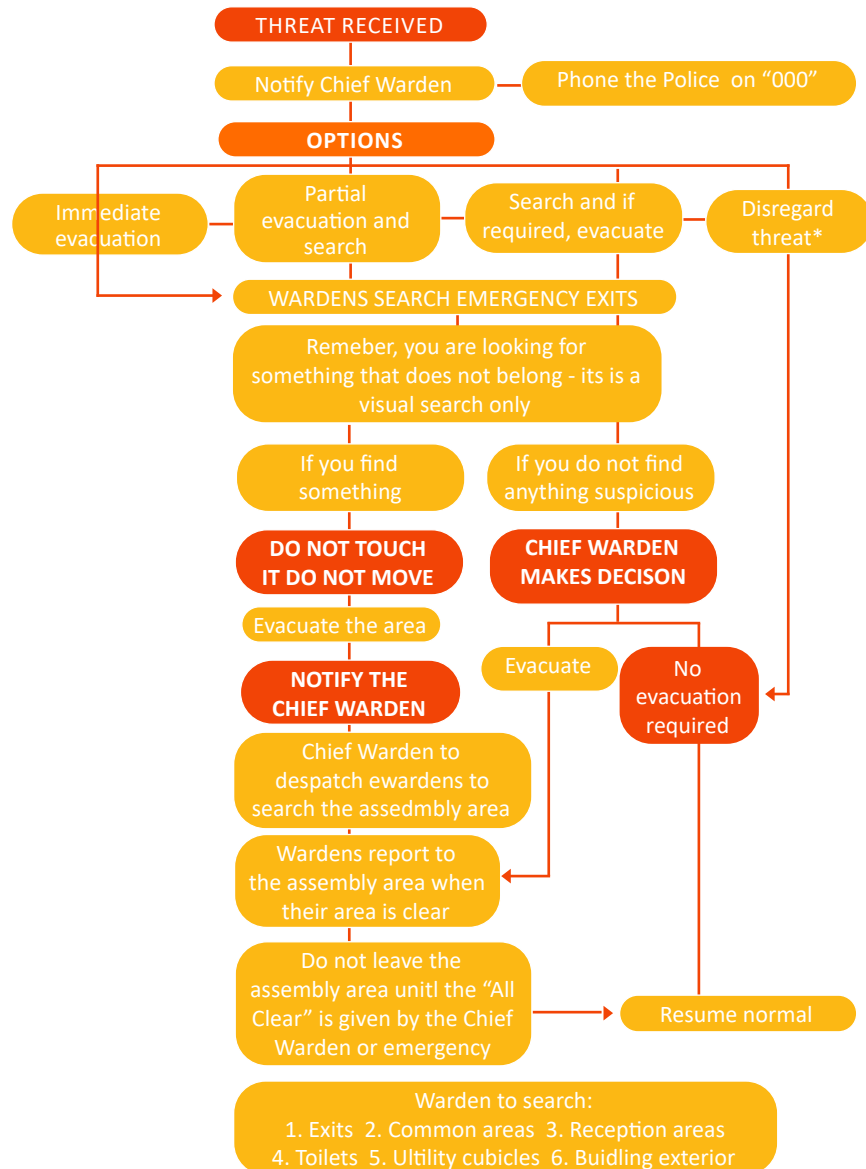 THREAT RECEIVED
Notify Chief Warden
Phone the Police on “000”
OPTIONS
Immediate
evacuation
Partial
evacuation and
search
Search and if
required, evacuate
Disregard
threat*
WARDENS SEARCH EMERGENCY EXITS
Remeber, you are looking for
something that does not belong - its is a
visual search only
If you find
something
If you do not find
anything suspicious
DO NOT TOUCH
IT DO NOT MOVE
CHIEF WARDEN
MAKES DECISON
Evacuate the area
Evacuate
No
evacuation
required
NOTIFY THE
CHIEF WARDEN
Chief Warden to
despatch ewardens to
search the assedmbly area
Wardens report to
the assembly area when
their area is clear
Do not leave the
assembly area unitl the “All
Clear” is given by the Chief
Warden or emergency
Resume normal
Warden to search:
1. Exits 2. Common areas 3. Reception areas
4. Toilets 5. Ultility cubicles 6. Buidling exterior